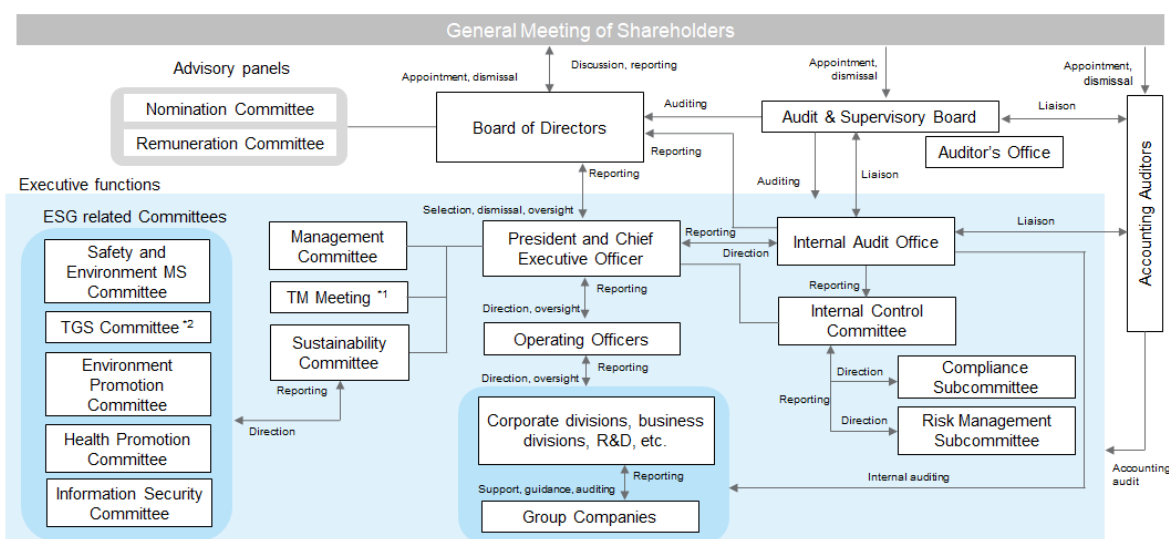 General Meeting of Shareholders
Advisory panels
Nomination Committee
Remuneration Committee
Appointment, dismissal
Discussion, reporting
Board of Directors
Auditing
Reporting
Appointment,
dismissal
Audit & Supervisory Board
Auditor's Office
Liaison
Appointment,
dismissal
Accounting Auditors
Executive functions
Reporting
Auditing
Liaison
ESG related Committees
Safety and
Environment MS
Committee
TGS Committee *2
Environment
Promotion
Committee
Health Promotion
Committee
Information Security
Committee
Reporting
Direction
Management
Committee
TM Meeting *1
Sustainability
Committee
Selection, dismissal, oversight
President and Chief
Executive Officer
Reporting
Direction
Internal Audit Office
Liaison
Reporting
Direction, oversight
Operating Officers
Reporting
Direction, oversight
Corporate divisions, business
divisions, R&D, etc.
Reporting
Support, guidance, auditing
Group Companies
Reporting
Internal Control
Committee
Direction
Reporting
Direction
Compliance
Subcommittee
Risk Management
Subcommittee
Internal auditing
Accounting
audit